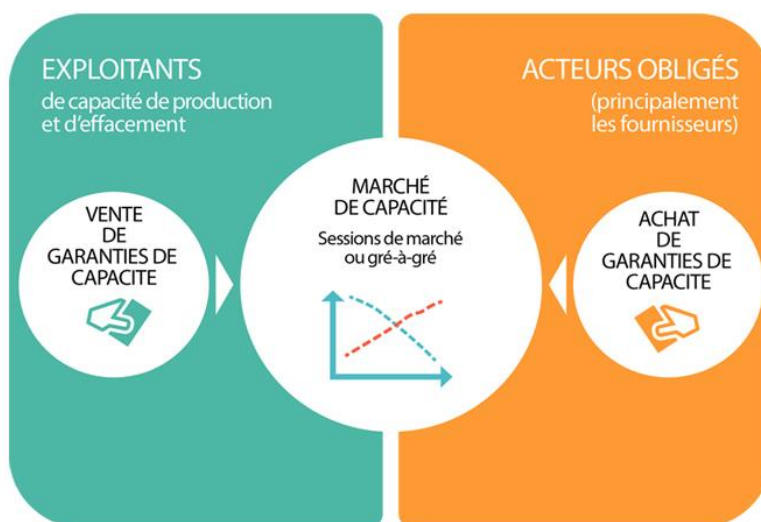 EXPLOITANTS
de capacité de production
et d'effacement
VENTE
DE
GARANTIES DE
CAPACITE
MARCHÉ
DE CAPACITÉ
Sessions de marché
ou gré-à-gré
ACTEURS OBLIGÉS
(principalement
les fournisseurs)
ACHAT
DE
GARANTIES DE
CAPACITE